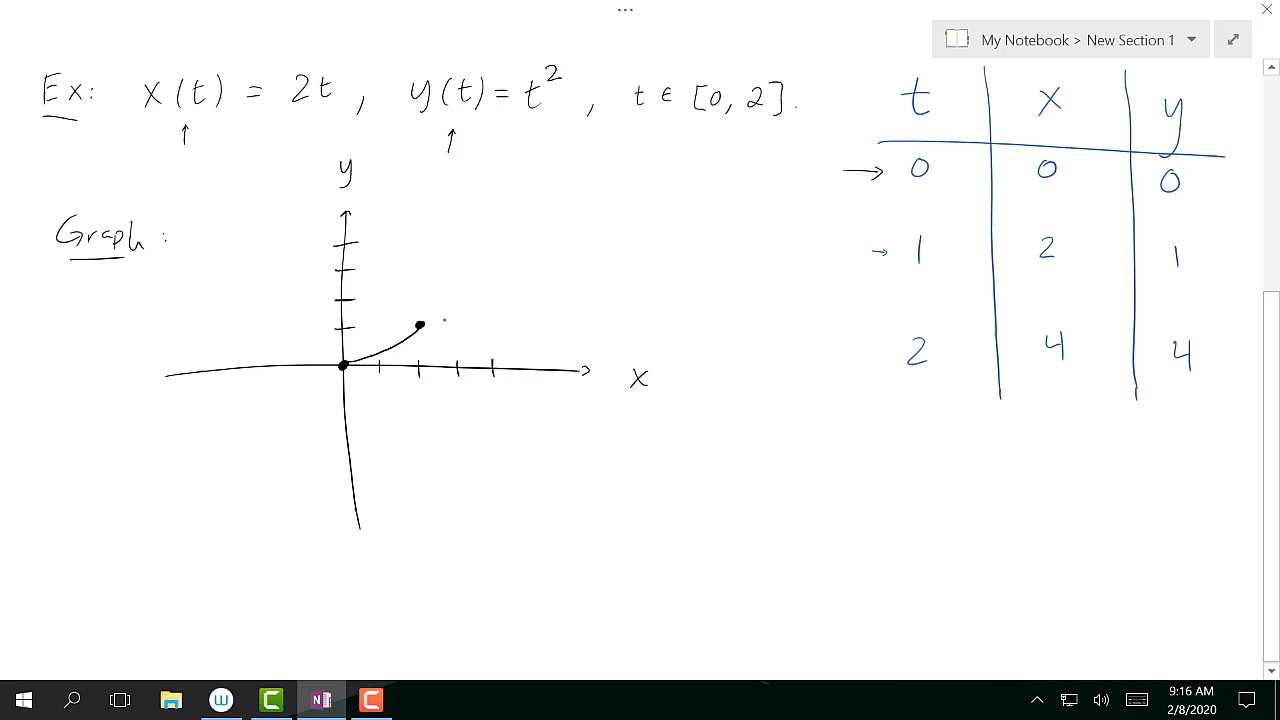 My Notebook > New Section 1
Ex: x(t) = 2t, y(t) = t², t ∈ [0, 2].
t x y
0 0 0
1 2 1
2 4 4
Graph:
y
x
9:16 AM
2/8/2020